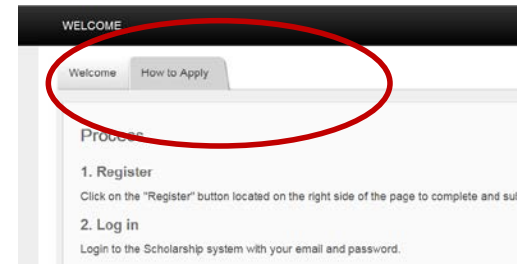 WELCOME
Welcome How to Apply
Process
1. Register
Click on the "Register" button located on the right side of the page to complete and
2. Log in
Login to the Scholarship system with your email and password.